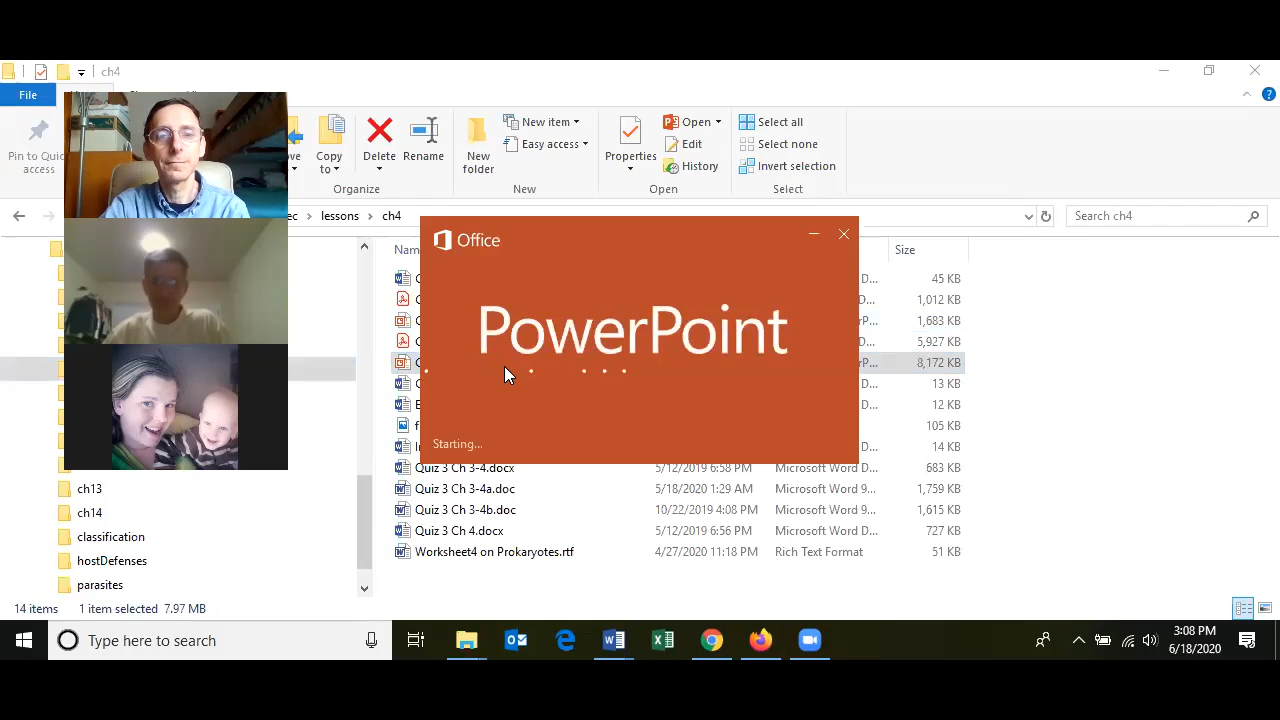 ch4
File
Pin to Quic
access
ove
Copy
to
Delete
Rename
New
folder
New item
Easy access
Properties
Open
Edit
History
Select all
Select none
Invert selection
Organize
New
Open
Select
ec > lessons > ch4
Search ch4
Size
45 KB
1,012 KB
1,683 KB
5,927 KB
8,172 KB
13 KB
12 KB
105 KB
14 KB
Office
PowerPoint
Starting...
Quiz 3 Ch 3-4.docx 5/12/2019 6:58 PM Microsoft Word D... 683 KB
Quiz 3 Ch 3-4a.doc 5/18/2020 1:29 AM Microsoft Word 9... 1,759 KB
Quiz 3 Ch 3-4b.doc 10/22/2019 4:08 PM Microsoft Word 9... 1,615 KB
Quiz 3 Ch 4.docx 5/12/2019 6:56 PM Microsoft Word D... 727 KB
Worksheet4 on Prokaryotes.rtf 4/27/2020 11:18 PM Rich Text Format 51 KB
ch13
ch14
classification
hostDefenses
parasites
14 items 1 item selected 7.97 MB
Type here to search
3:08 PM
6/18/2020